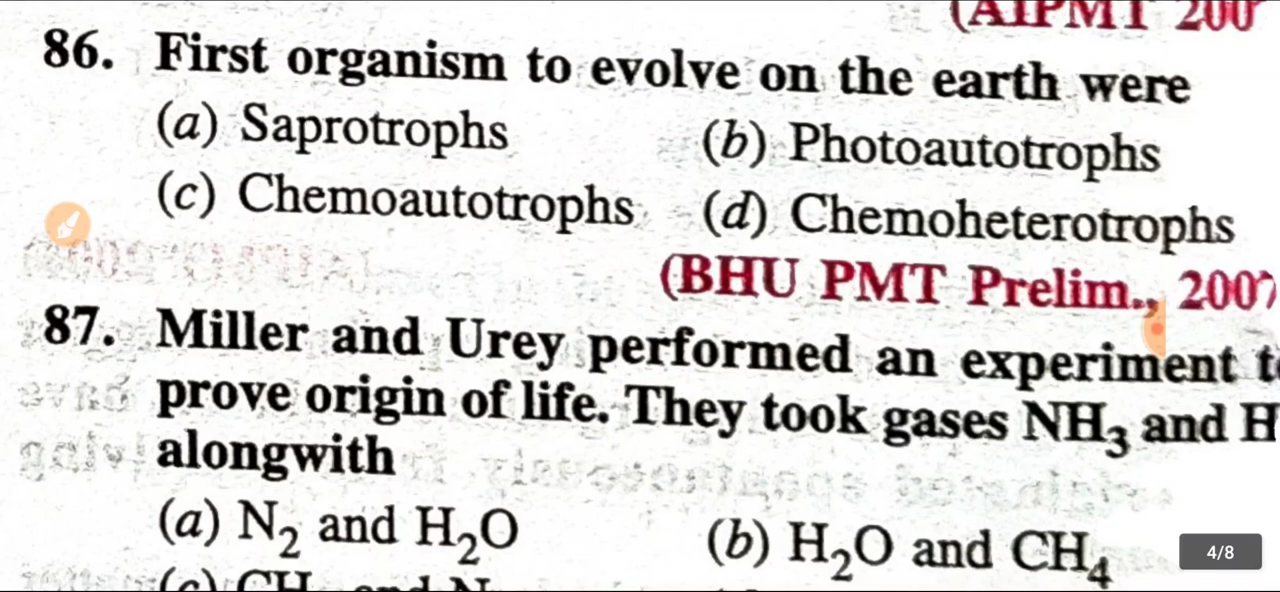 (AIPMT 200
86. First organism to evolve on the earth were
(a) Saprotrophs (b) Photoautotrophs
(c) Chemoautotrophs (d) Chemoheterotrophs
(BHU PMT Prelim., 2007
87. Miller and Urey performed an experiment t
prove origin of life. They took gases NH₃ and H
alongwith
(a) N₂ and H₂O (b) H₂O and CH₄
4/8
(c) CH and N